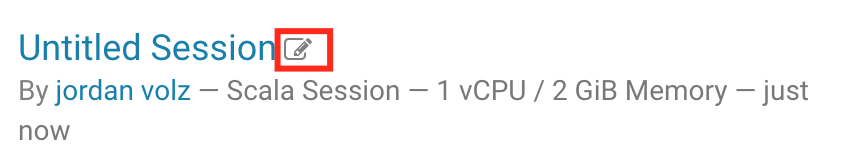 Untitled Session
By jordan volz — Scala Session — 1 vCPU / 2 GiB Memory — just
now